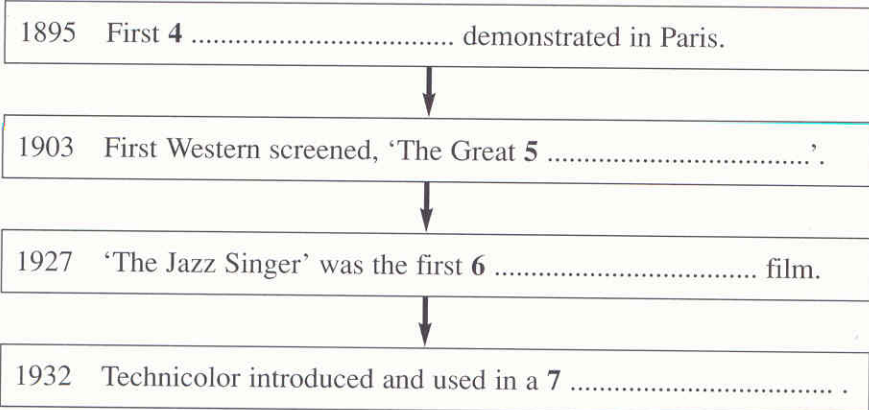 1895 First 4 .................................... demonstrated in Paris.
1903 First Western screened, ‘The Great 5 ....................................’.
1927 ‘The Jazz Singer’ was the first 6 .................................... film.
1932 Technicolor introduced and used in a 7 .................................... .